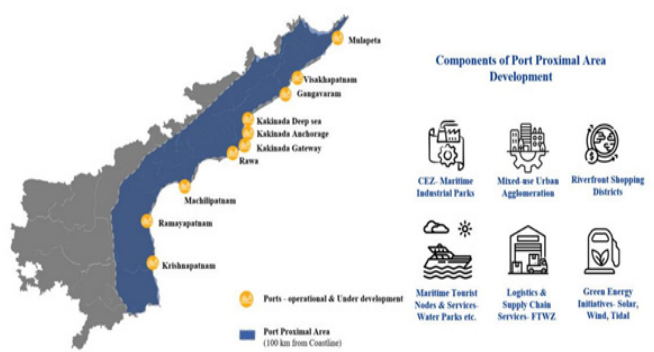 Mulapeta
Visakhapatnam
Gangavaram
Kakinada Deep sea
Kakinada Anchorage
Kakinada Gateway
Rawa
Machilipatnam
Ramayapatnam
Krishnapatnam
Ports - operational & Under development
Port Proximal Area
(100 km from Coastline)
Components of Port Proximal Area
Development
CEZ- Maritime
Industrial Parks
Mixed-use Urban
Agglomeration
Riverfront Shopping
Districts
Maritime Tourist
Nodes & Services-
Water Parks etc.
Logistics &
Supply Chain
Services- FTWZ
Green Energy
Initiatives- Solar,
Wind, Tidal